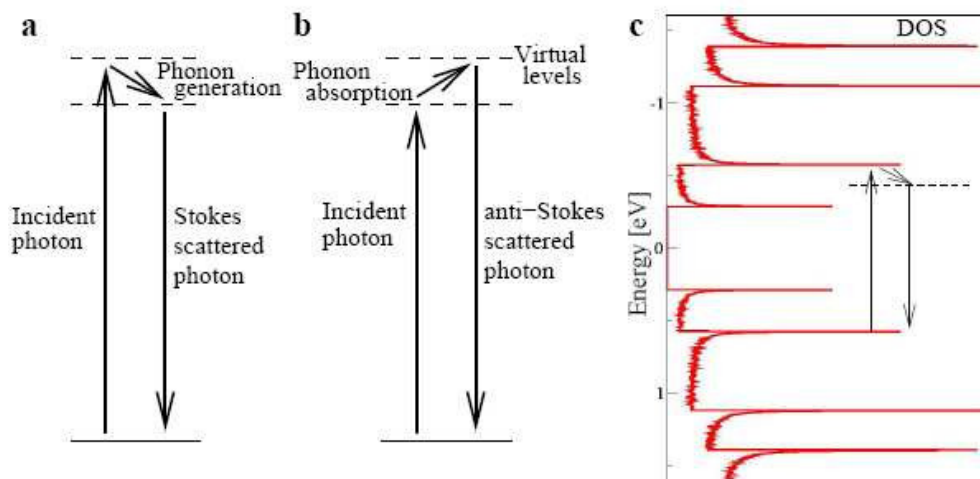 a
Phonon
generation
Incident
photon
Stokes
scattered
photon
b
Phonon
absorption
Virtual
levels
Incident
photon
anti-Stokes
scattered
photon
c
DOS
Energy [eV]
-1
0
1